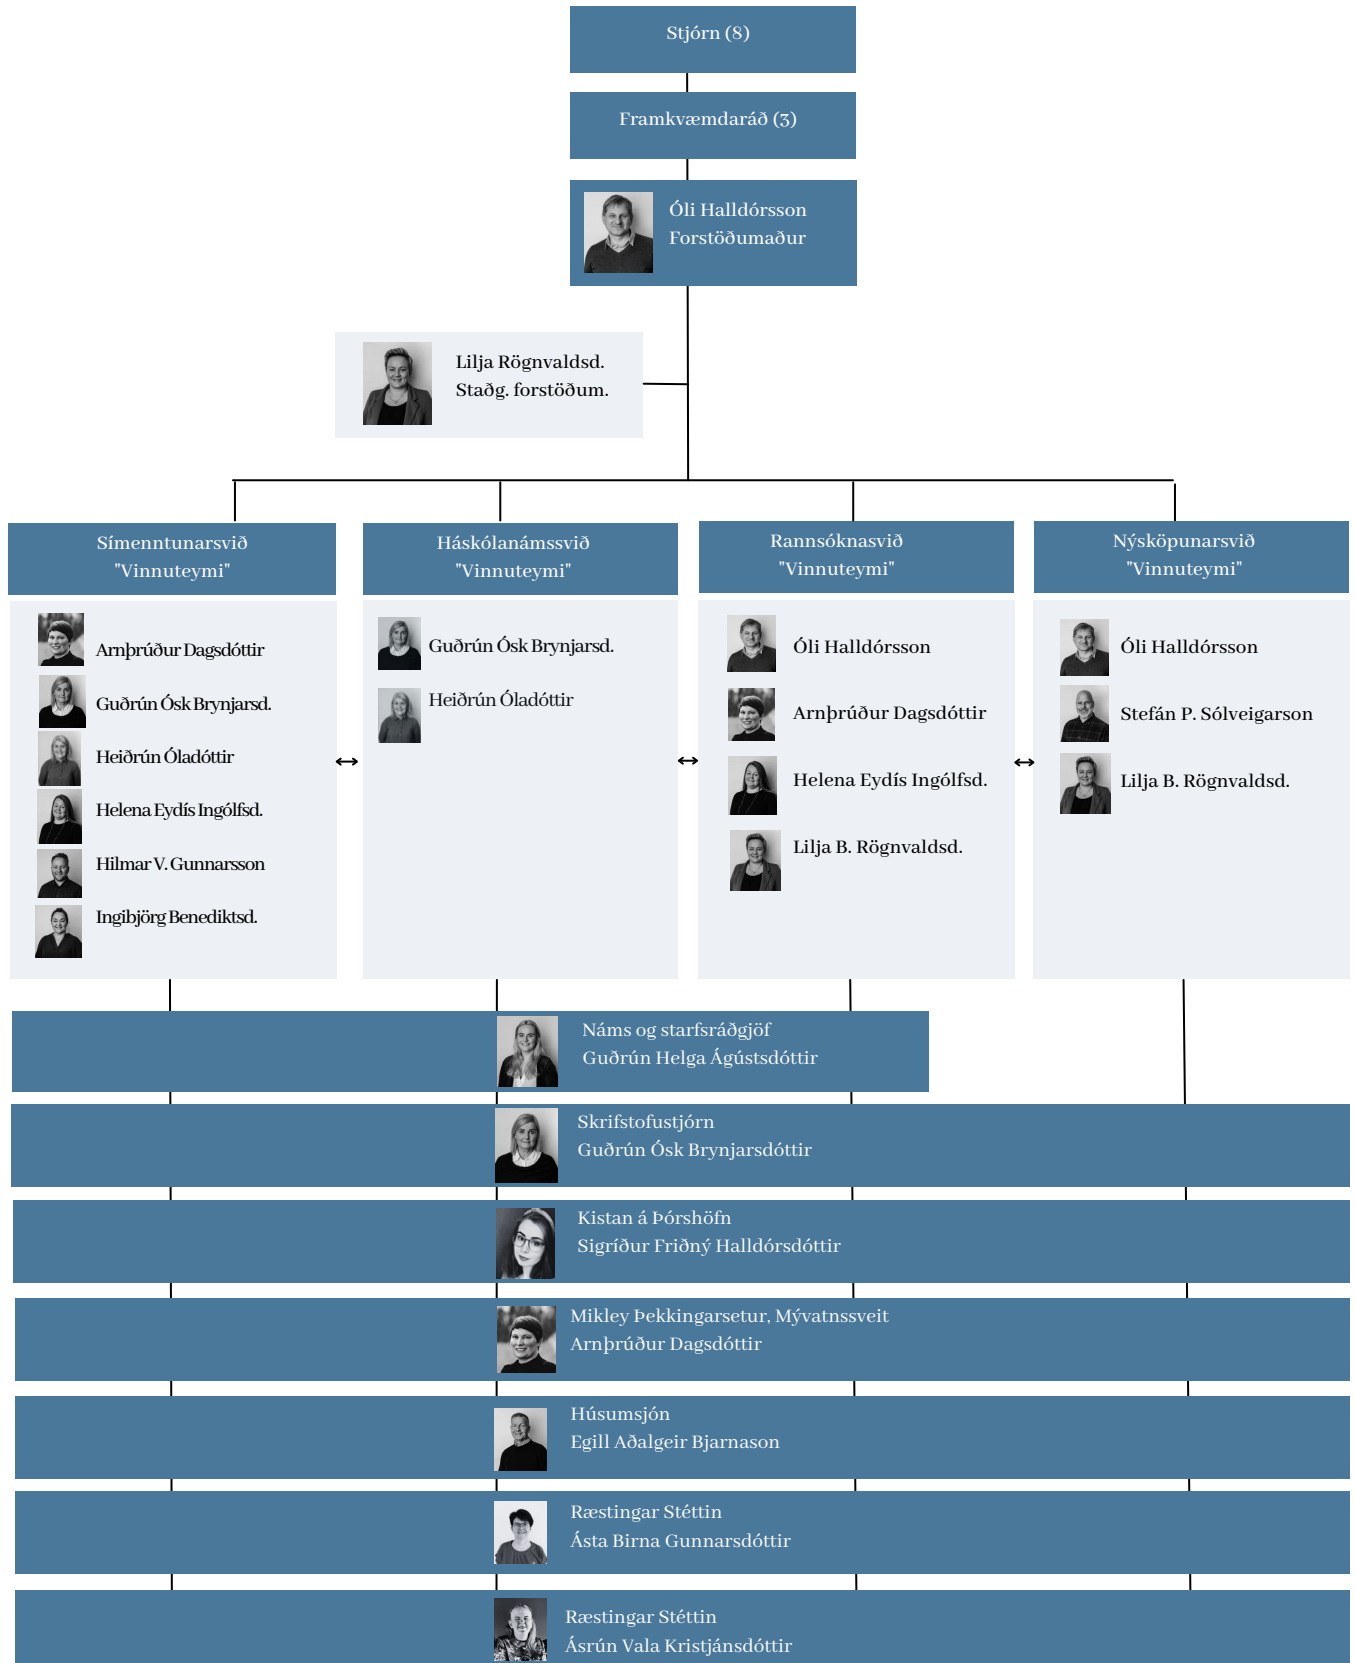 Stjórn (8)
Framkvæmdaráð (3)
Óli Halldórsson
Forstöðumaður
Lilja Rögnvaldsd.
Staðg. forstöðum.
Símenntunarsvið
"Vinnuteymi"
Arnþrúður Dagsdóttir
Guðrún Ósk Brynjarsd.
Heiðrún Óladóttir
Helena Eydís Ingólfsd.
Hilmar V. Gunnarsson
Ingibjörg Benediktsd.
Háskólanámssvið
"Vinnuteymi"
Guðrún Ósk Brynjarsd.
Heiðrún Óladóttir
Rannsóknasvið
"Vinnuteymi"
Óli Halldórsson
Arnþrúður Dagsdóttir
Helena Eydís Ingólfsd.
Lilja B. Rögnvaldsd.
Nýsköpunarsvið
"Vinnuteymi"
Óli Halldórsson
Stefán P. Sólveigarson
Lilja B. Rögnvaldsd.
Náms og starfsráðgjöf
Guðrún Helga Ágústsdóttir
Skrifstofustjórn
Guðrún Ósk Brynjarsdóttir
Kistan á Þórshöfn
Sigríður Friðný Halldórsdóttir
Mikley Þekkingarsetur, Mývatnssveit
Arnþrúður Dagsdóttir
Húsumsjón
Egill Aðalgeir Bjarnason
Ræstingar Stéttin
Ásta Birna Gunnarsdóttir
Ræstingar Stéttin
Ásrún Vala Kristjánsdóttir